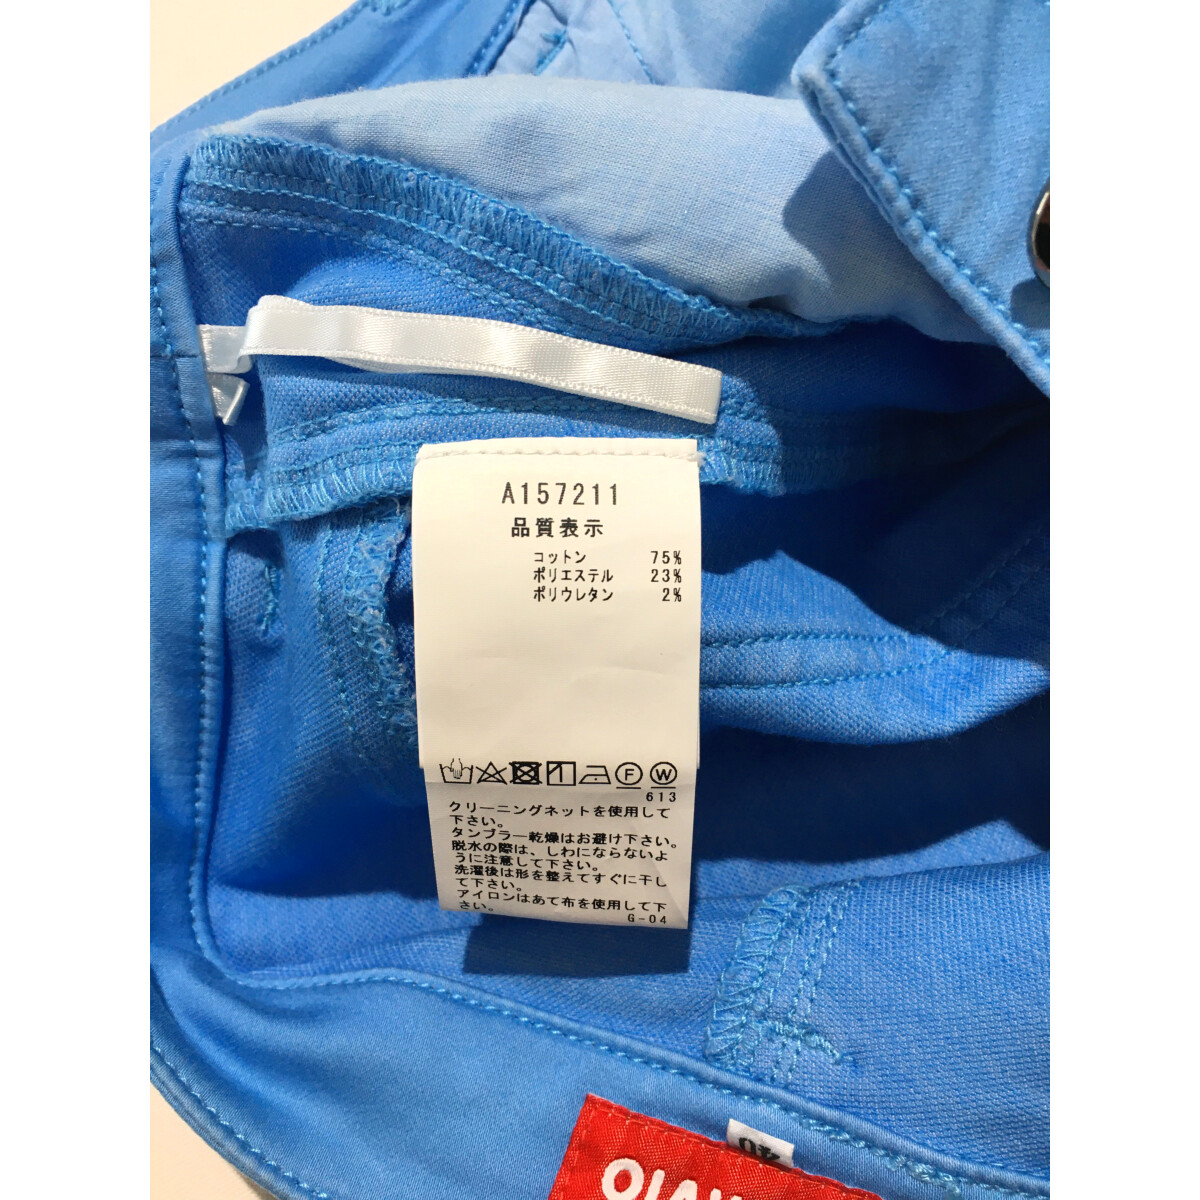 A157211
品質表示
コットン 75%
ポリエステル 23%
ポリウレタン 2%
F W
613
クリーニングネットを使用して
下さい。
タンブラー乾燥はお避け下さい。
脱水の際は、しわにならないよ
うに注意して下さい。
洗濯後は形を整えてすぐに干し
て下さい。
アイロンはあて布を使用して下
さい。
G-04
40